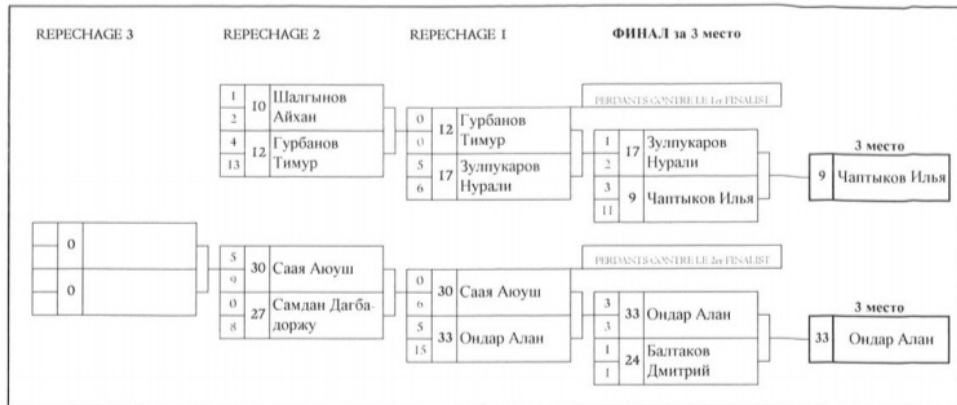 REPECHAGE 3
REPECHAGE 2
REPECHAGE 1
ФИНАЛ за 3 место
1
2
10
Шалгынов
Айхан
4
13
12
Гурбанов
Тимур
0
0
12
Гурбанов
Тимур
5
6
17
Зулпукаров
Нурали
PERDANTS CONTRE LE 1er FINALIST
1
2
17
Зулпукаров
Нурали
3
11
9
Чаптыков Илья
3 место
9
Чаптыков Илья
0
0
5
9
30
Саая Аюуш
0
8
27
Самдан Дагба-
доржу
0
6
30
Саая Аюуш
5
15
33
Ондар Алан
PERDANTS CONTRE LE 2er FINALIST
3
3
33
Ондар Алан
1
1
24
Балтаков
Дмитрий
3 место
33
Ондар Алан